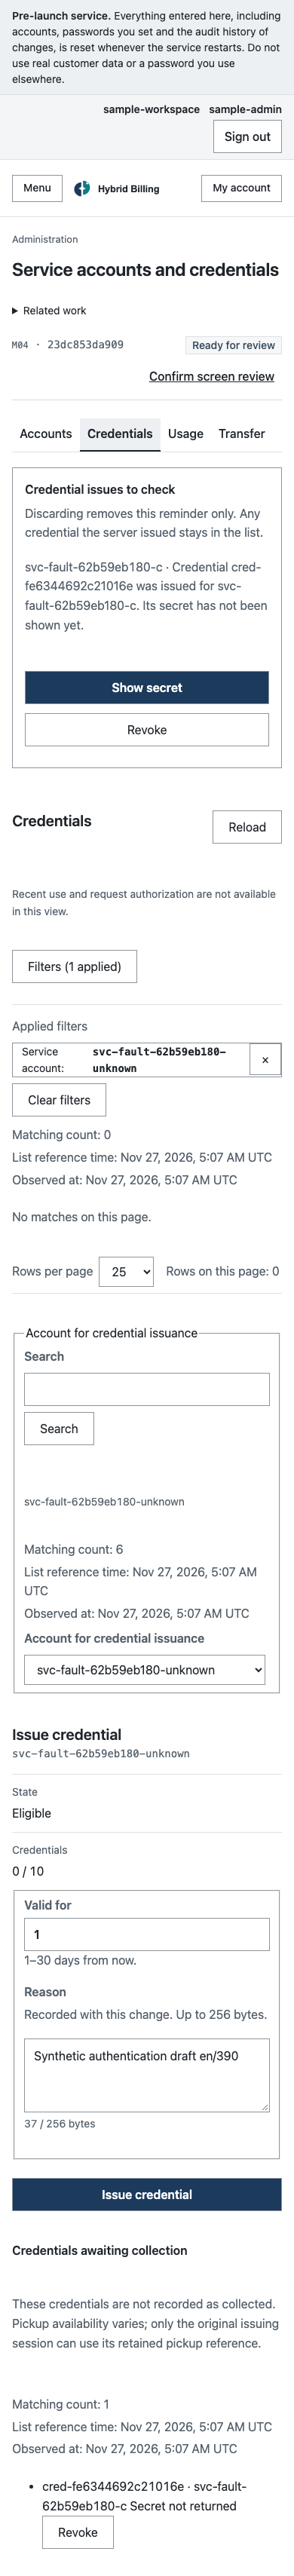 Pre-launch service. Everything entered here, including
accounts, passwords you set and the audit history of
changes, is reset whenever the service restarts. Do not
use real customer data or a password you use
elsewhere.
sample-workspace sample-admin
Sign out
Menu Hybrid Billing My account
Administration
Service accounts and credentials
Related work
M04 · 23dc853da909 Ready for review
Confirm screen review
Accounts Credentials Usage Transfer
Credential issues to check
Discarding removes this reminder only. Any
credential the server issued stays in the list.
svc-fault-62b59eb180-c · Credential cred-
fe6344692c21016e was issued for svc-
fault-62b59eb180-c. Its secret has not been
shown yet.
Show secret
Revoke
Credentials Reload
Recent use and request authorization are not available
in this view.
Filters (1 applied)
Applied filters
Service svc-fault-62b59eb180-
account: unknown ×
Clear filters
Matching count: 0
List reference time: Nov 27, 2026, 5:07 AM UTC
Observed at: Nov 27, 2026, 5:07 AM UTC
No matches on this page.
Rows per page 25 Rows on this page: 0
Account for credential issuance
Search
Search
svc-fault-62b59eb180-unknown
Matching count: 6
List reference time: Nov 27, 2026, 5:07 AM
UTC
Observed at: Nov 27, 2026, 5:07 AM UTC
Account for credential issuance
svc-fault-62b59eb180-unknown
Issue credential
svc-fault-62b59eb180-unknown
State
Eligible
Credentials
0 / 10
Valid for
1
1–30 days from now.
Reason
Recorded with this change. Up to 256 bytes.
Synthetic authentication draft en/390
37 / 256 bytes
Issue credential
Credentials awaiting collection
These credentials are not recorded as collected.
Pickup availability varies; only the original issuing
session can use its retained pickup reference.
Matching count: 1
List reference time: Nov 27, 2026, 5:07 AM UTC
Observed at: Nov 27, 2026, 5:07 AM UTC
• cred-fe6344692c21016e · svc-fault-
62b59eb180-c Secret not returned
Revoke